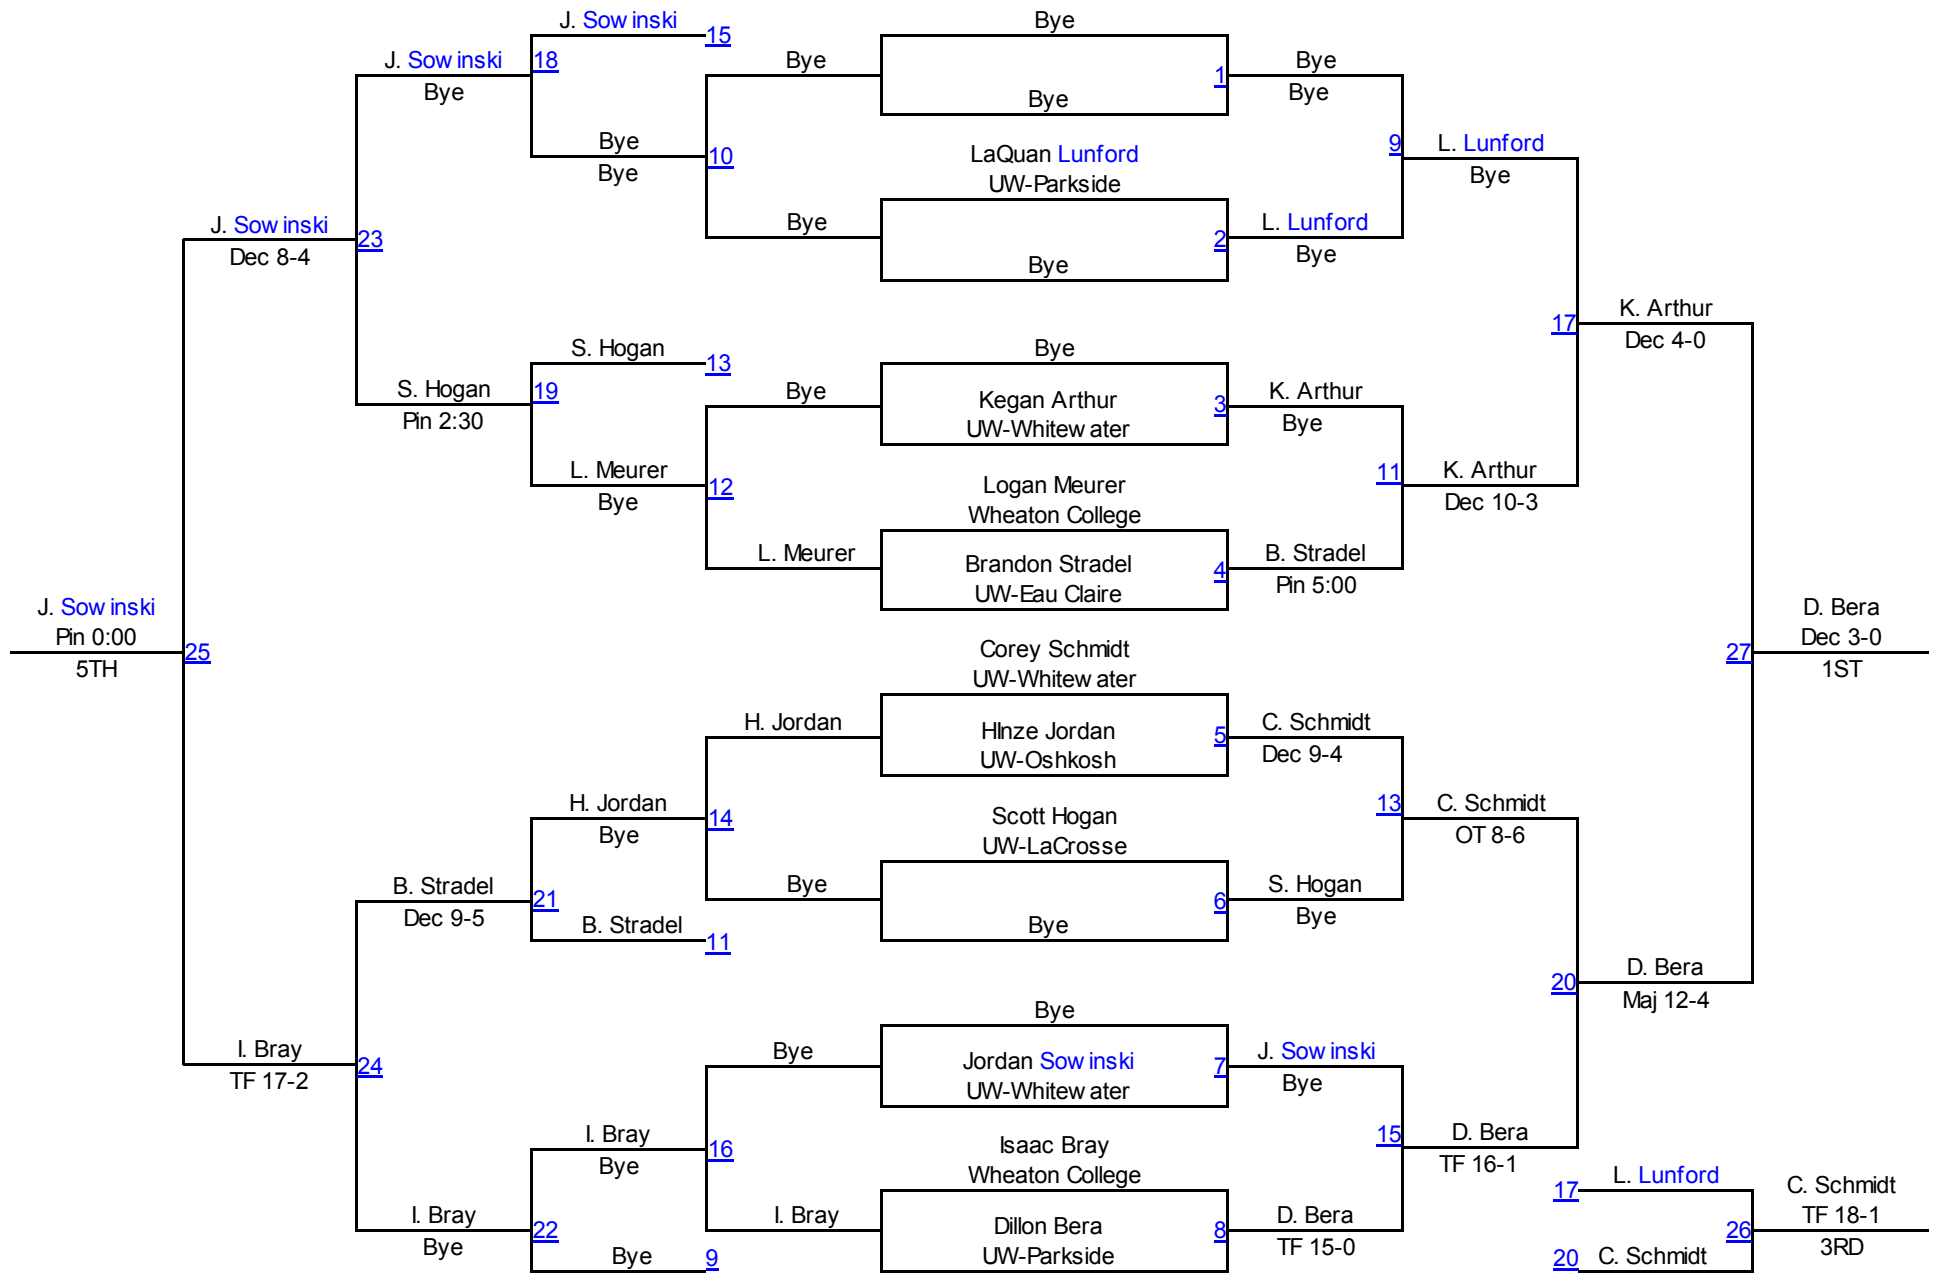 J. Sowinski
15
Bye
J. Sowinski
18
Bye
Bye
Bye
1
Bye
Bye
Bye
Bye
10
Bye
LaQuan Lunford
UW-Parkside
9
L. Lunford
Bye
J. Sowinski
23
Dec 8-4
Bye
2
L. Lunford
Bye
Bye
K. Arthur
17
Dec 4-0
S. Hogan
13
Bye
S. Hogan
19
Pin 2:30
Bye
Kegan Arthur
UW-Whitewater
3
K. Arthur
Bye
L. Meurer
12
Bye
Logan Meurer
Wheaton College
11
K. Arthur
Dec 10-3
L. Meurer
Brandon Stradel
UW-Eau Claire
4
B. Stradel
Pin 5:00
J. Sowinski
Pin 0:00
25
5TH
D. Bera
Dec 3-0
27
1ST
Corey Schmidt
UW-Whitewater
H. Jordan
HInze Jordan
UW-Oshkosh
5
C. Schmidt
Dec 9-4
H. Jordan
14
Bye
Scott Hogan
UW-LaCrosse
13
C. Schmidt
OT 8-6
B. Stradel
21
Dec 9-5
B. Stradel
11
Bye
Bye
6
S. Hogan
Bye
20
D. Bera
Maj 12-4
I. Bray
24
TF 17-2
Bye
Bye
Jordan Sowinski
UW-Whitewater
7
J. Sowinski
Bye
I. Bray
16
Bye
Isaac Bray
Wheaton College
15
D. Bera
TF 16-1
I. Bray
22
Bye
Bye
9
I. Bray
Dillon Bera
UW-Parkside
8
D. Bera
TF 15-0
L. Lunford
17
C. Schmidt
TF 18-1
26
3RD
20
C. Schmidt